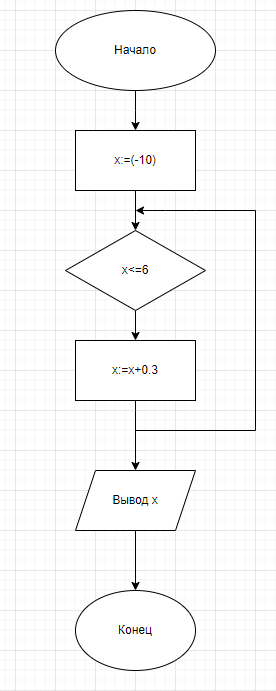 Начало
x:=(-10)
x<=6
x:=x+0.3
Вывод x
Конец